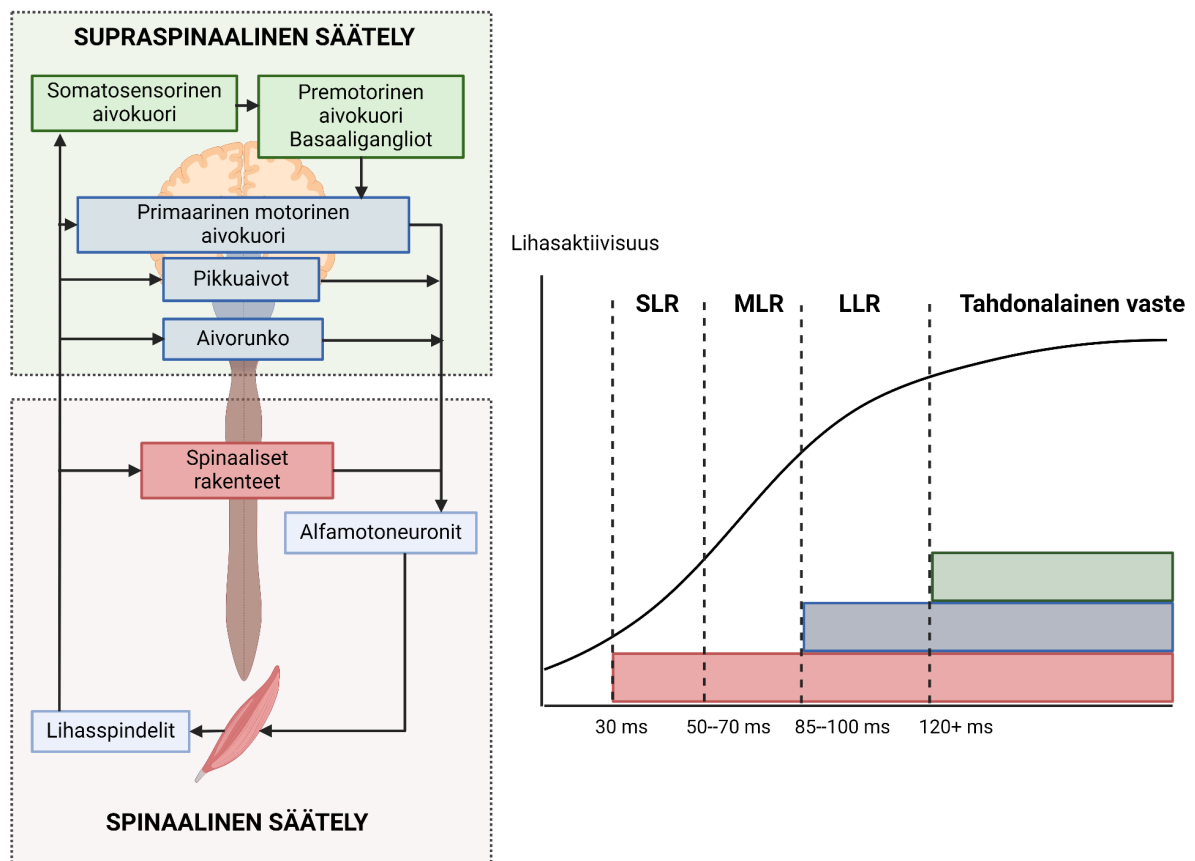 SUPRASPINAALINEN SÄÄTELY
Somatosensorinen
aivokuori
Premotorinen
aivokuori
Basaaligangliot
Primaarinen motorinen
aivokuori
Pikkuaivot
Aivorunko
Spinaaliset
rakenteet
Alfamotoneuronit
Lihasspindelit
SPINAALINEN SÄÄTELY
Lihasaktiivisuus
SLR
MLR
LLR
Tahdonalainen vaste
30 ms
50--70 ms
85--100 ms
120+ ms